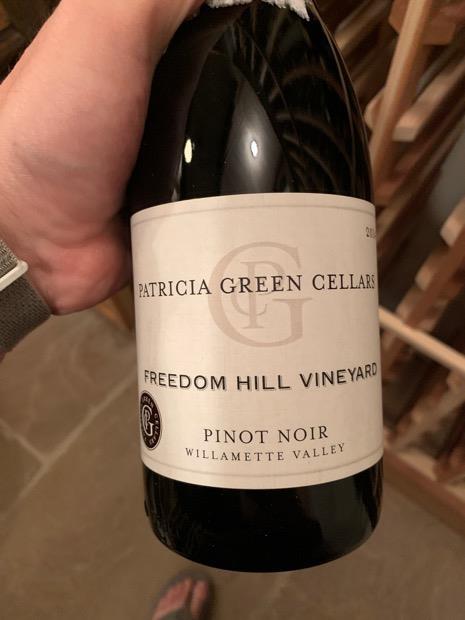 PATRICIA GREEN CELLARS
FREEDOM HILL VINEYARD
PINOT NOIR
WILLAMETTE VALLEY